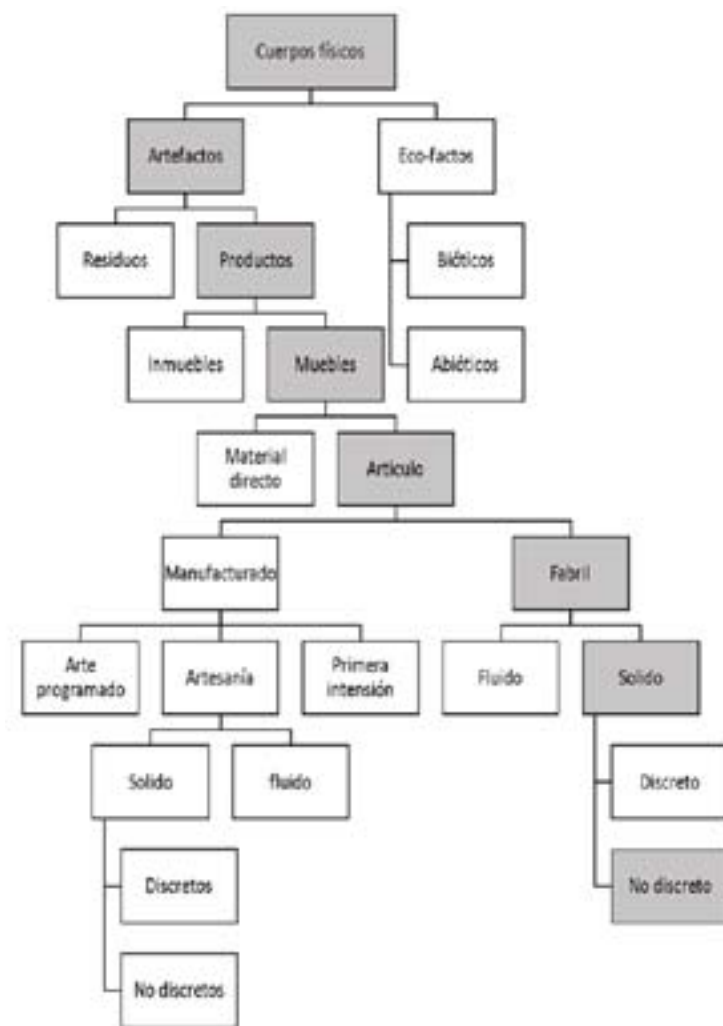 Cuerpos físicos
Artefactos
Eco-factos
Residuos
Productos
Bióticos
Inmuebles
Muebles
Abióticos
Material
directo
Artículo
Manufacturado
Fabril
Arte
programado
Artesanía
Primera
intensión
Fluido
Solido
Solido
fluido
Discreto
Discretos
No discreto
No discretos